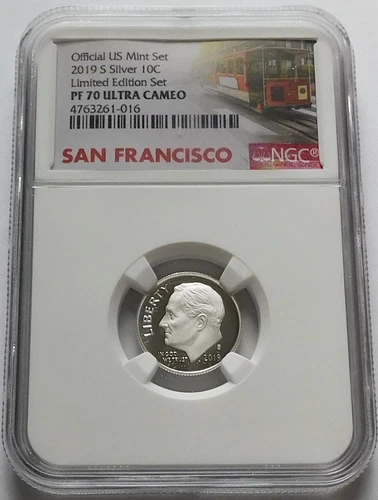 Official US Mint Set
2019 S Silver 10C
Limited Edition Set
PF 70 ULTRA CAMEO
4763261-016
SAN FRANCISCO
NGC®
LIBERTY
IN GOD
WE TRUST
S
2019